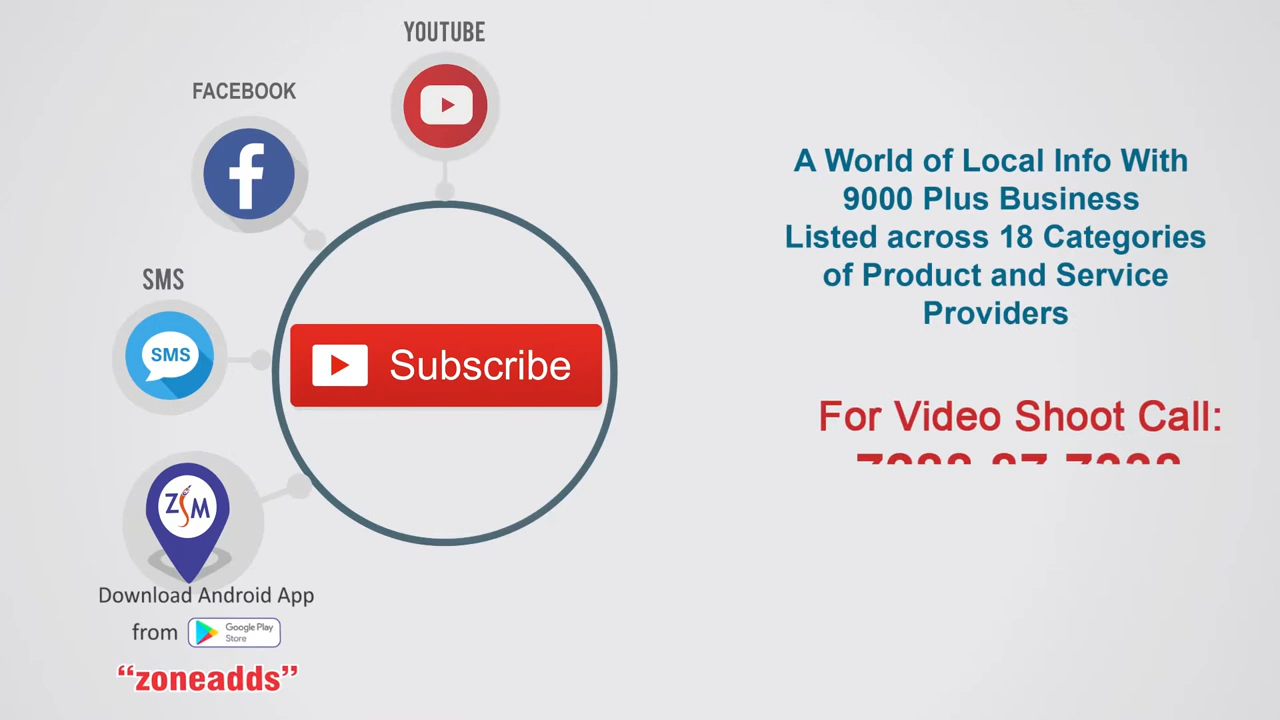 YOUTUBE
FACEBOOK
SMS
SMS
Subscribe
ZSM
Download Android App
from Google Play
Store
“zoneadds”
A World of Local Info With
9000 Plus Business
Listed across 18 Categories
of Product and Service
Providers
For Video Shoot Call: